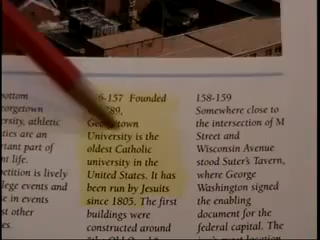 ottom
orgetown
ersity, athletic
ties are an
tant part of
nt life.
petition is lively
llege events and
e in events
st other
es.
6-157 Founded
789,
Georgetown
University is the
oldest Catholic
university in the
United States. It has
been run by Jesuits
since 1805. The first
buildings were
constructed around
158-159
Somewhere close to
the intersection of M
Street and
Wisconsin Avenue
stood Suter's Tavern,
where George
Washington signed
the enabling
document for the
federal capital. The